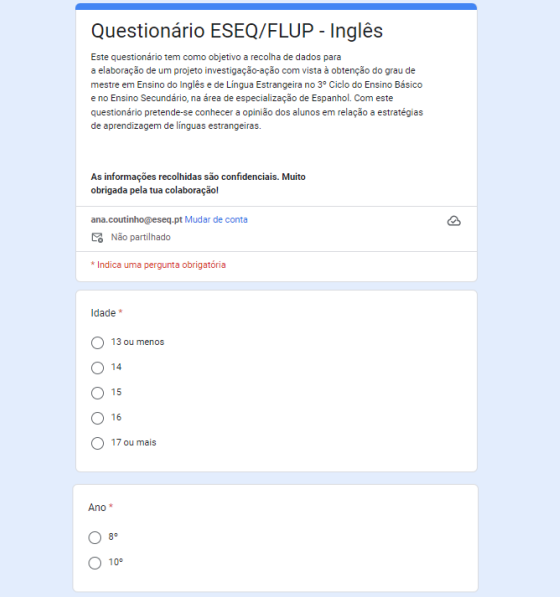 Questionário ESEQ/FLUP - Inglês
Este questionário tem como objetivo a recolha de dados para
a elaboração de um projeto investigação-ação com vista à obtenção do grau de
mestre em Ensino do Inglês e de Língua Estrangeira no 3º Ciclo do Ensino Básico
e no Ensino Secundário, na área de especialização de Espanhol. Com este
questionário pretende-se conhecer a opinião dos alunos em relação a estratégias
de aprendizagem de línguas estrangeiras.
As informações recolhidas são confidenciais. Muito
obrigada pela tua colaboração!
ana.coutinho@eseq.pt Mudar de conta
Não partilhado
* Indica uma pergunta obrigatória
Idade *
13 ou menos
14
15
16
17 ou mais
Ano *
8º
10º